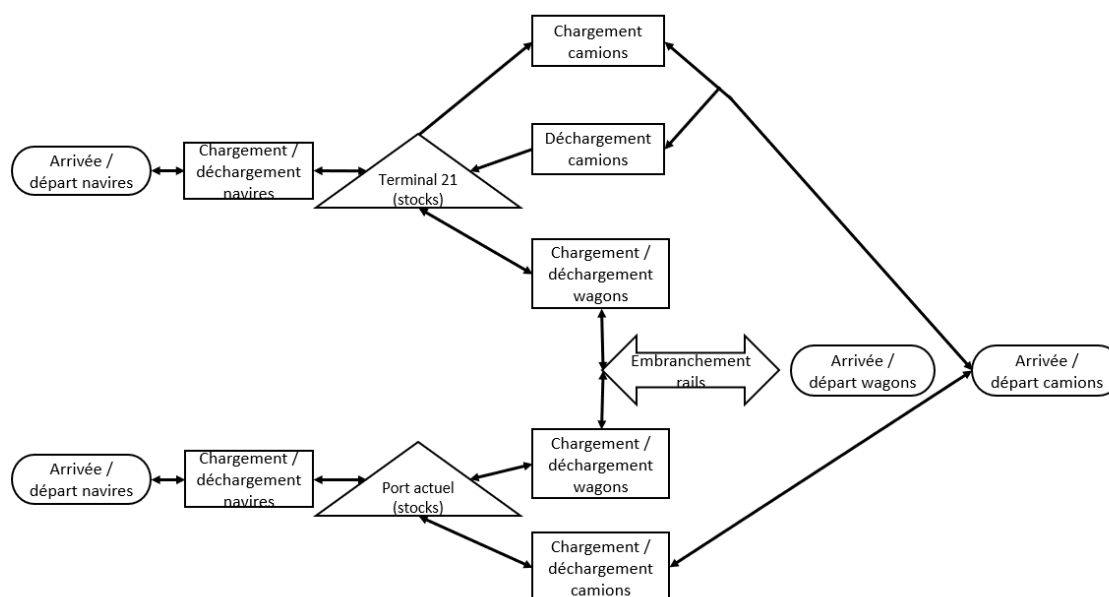 Chargement
camions
Déchargement
camions
Arrivée /
départ navires
Chargement /
déchargement
navires
Terminal 21
(stocks)
Chargement /
déchargement
wagons
Embranchement
rails
Arrivée /
départ wagons
Arrivée /
départ camions
Arrivée /
départ navires
Chargement /
déchargement
navires
Port actuel
(stocks)
Chargement /
déchargement
wagons
Chargement /
déchargement
camions